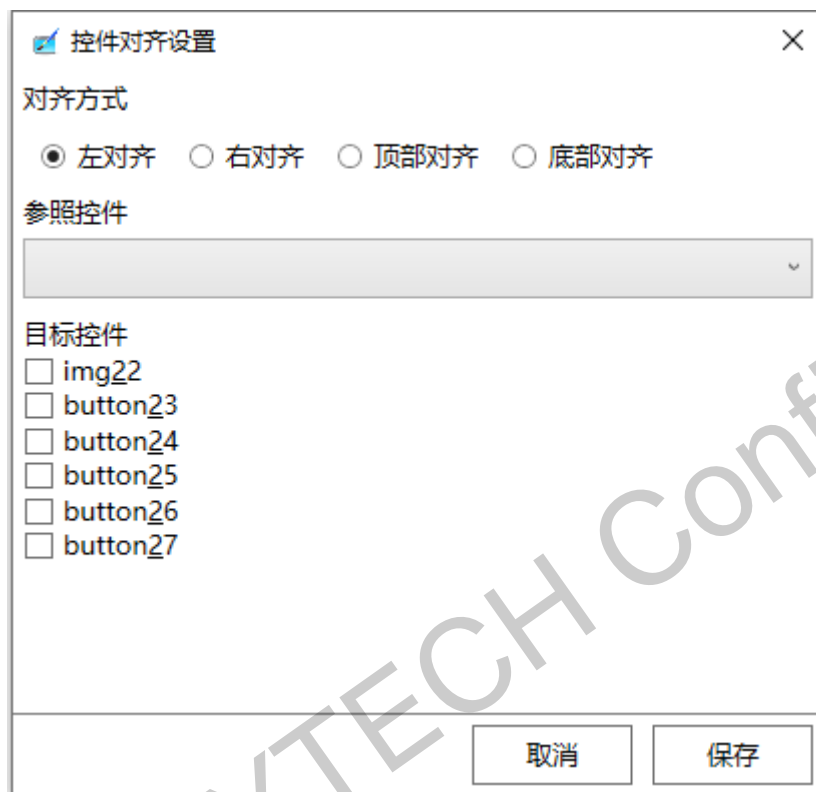 控件对齐设置
对齐方式
左对齐 右对齐 顶部对齐 底部对齐
参照控件
目标控件
img22
button23
button24
button25
button26
button27
取消 保存